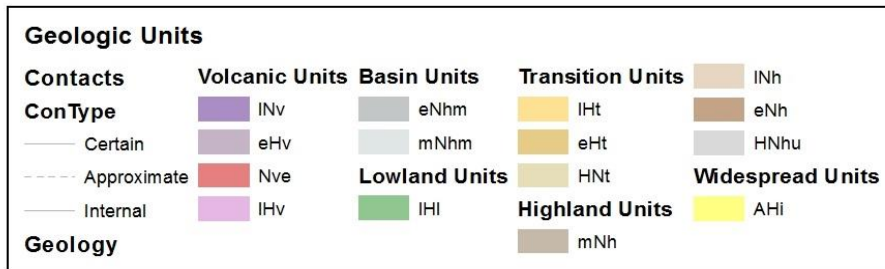 Geologic Units
Contacts
ConType
Certain
Approximate
Internal
Geology
Volcanic Units
lNv
eHv
Nve
lHv
Basin Units
eNhm
mNhm
Lowland Units
lHl
Transition Units
lHt
eHt
HNt
Highland Units
mNh
lNh
eNh
HNhu
Widespread Units
AHi